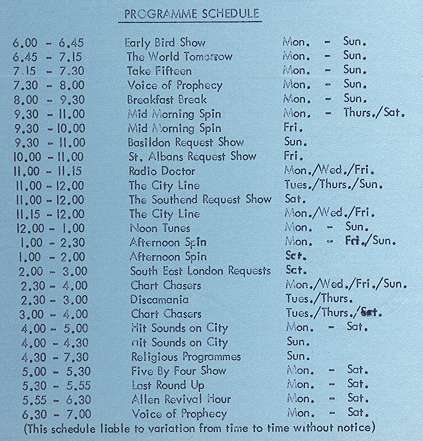 PROGRAMME SCHEDULE
6.00 - 6.45 Early Bird Show Mon. - Sun.
6.45 - 7.15 The World Tomorrow Mon. - Sun.
7.15 - 7.30 Take Fifteen Mon. - Sun.
7.30 - 8.00 Voice of Prophecy Mon. - Sun.
8.00 - 9.30 Breakfast Break Mon. - Sun.
9.30 - 11.00 Mid Morning Spin Mon. - Thurs./Sat.
9.30 - 10.00 Mid Morning Spin Fri.
9.30 - 11.00 Basildon Request Show Sun.
10.00 - 11.00 St. Albans Request Show Fri.
11.00 - 11.15 Radio Doctor Mon./Wed./Fri.
11.00 - 12.00 The City Line Tues./Thurs./Sun.
11.00 - 12.00 The Southend Request Show Sat.
11.15 - 12.00 The City Line Mon./Wed./Fri.
12.00 - 1.00 Noon Tunes Mon. - Sun.
1.00 - 2.30 Afternoon Spin Mon. - Fri./Sun.
1.00 - 2.00 Afternoon Spin Sat.
2.00 - 3.00 South East London Requests Sat.
2.30 - 4.00 Chart Chasers Mon./Wed./Fri./Sun.
2.30 - 3.00 Discamania Tues./Thurs.
3.00 - 4.00 Chart Chasers Tues./Thurs./Sat.
4.00 - 5.00 Hit Sounds on City Mon. - Sat.
4.00 - 4.30 Hit Sounds on City Sun.
4.30 - 7.30 Religious Programmes Sun.
5.00 - 5.30 Five By Four Show Mon. - Sat.
5.30 - 5.55 Last Round Up Mon. - Sat.
5.55 - 6.30 Allen Revival Hour Mon. - Sat.
6.30 - 7.00 Voice of Prophecy Mon. - Sat.
(This schedule liable to variation from time to time without notice)